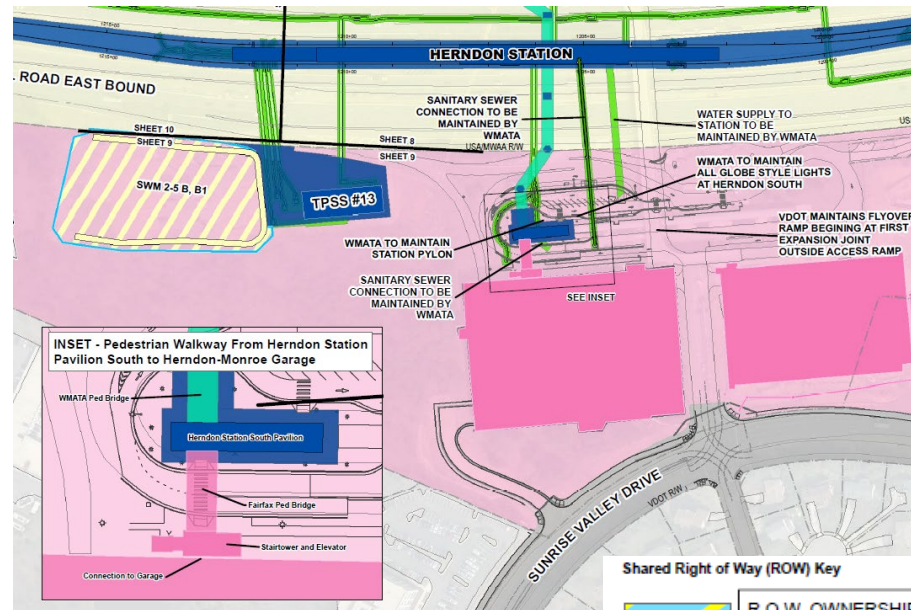 HERNDON STATION
ROAD EAST BOUND
SANITARY SEWER
CONNECTION TO BE
MAINTAINED BY
WMATA
USA/MWAA R/W
WATER SUPPLY TO
STATION TO BE
MAINTAINED BY WMATA
US
SHEET 10
SHEET 9
SHEET 8
SHEET 9
SWM 2-5 B, B1
TPSS #13
WMATA TO MAINTAIN
ALL GLOBE STYLE LIGHTS
AT HERNDON SOUTH
WMATA TO MAINTAIN
STATION PYLON
VDOT MAINTAINS FLYOVER
RAMP BEGINING AT FIRST
EXPANSION JOINT
OUTSIDE ACCESS RAMP
SANITARY SEWER
CONNECTION TO BE
MAINTAINED BY
WMATA
SEE INSET
INSET - Pedestrian Walkway From Herndon Station
Pavilion South to Herndon-Monroe Garage
WMATA Ped Bridge
Herndon Station South Pavilion
Fairfax Ped Bridge
Stairtower and Elevator
Connection to Garage
SUNRISE VALLEY DRIVE
VDOT R/W
Shared Right of Way (ROW) Key
R.O.W. OWNERSHIP